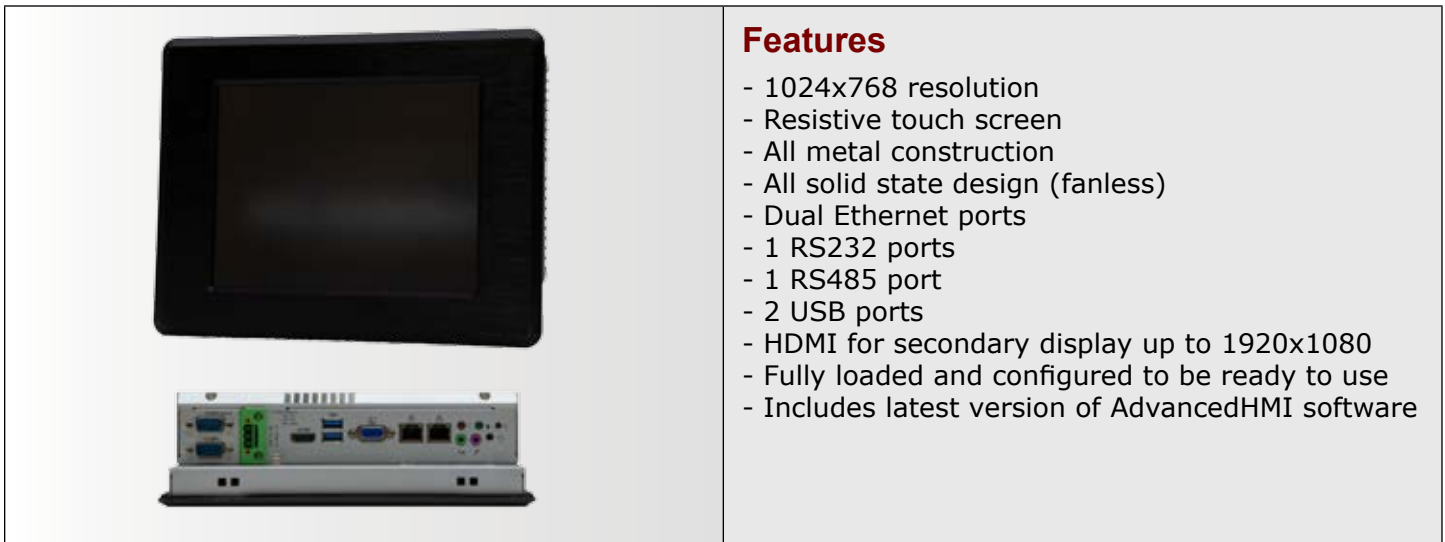 Features
- 1024x768 resolution
- Resistive touch screen
- All metal construction
- All solid state design (fanless)
- Dual Ethernet ports
- 1 RS232 ports
- 1 RS485 port
- 2 USB ports
- HDMI for secondary display up to 1920x1080
- Fully loaded and configured to be ready to use
- Includes latest version of AdvancedHMI software